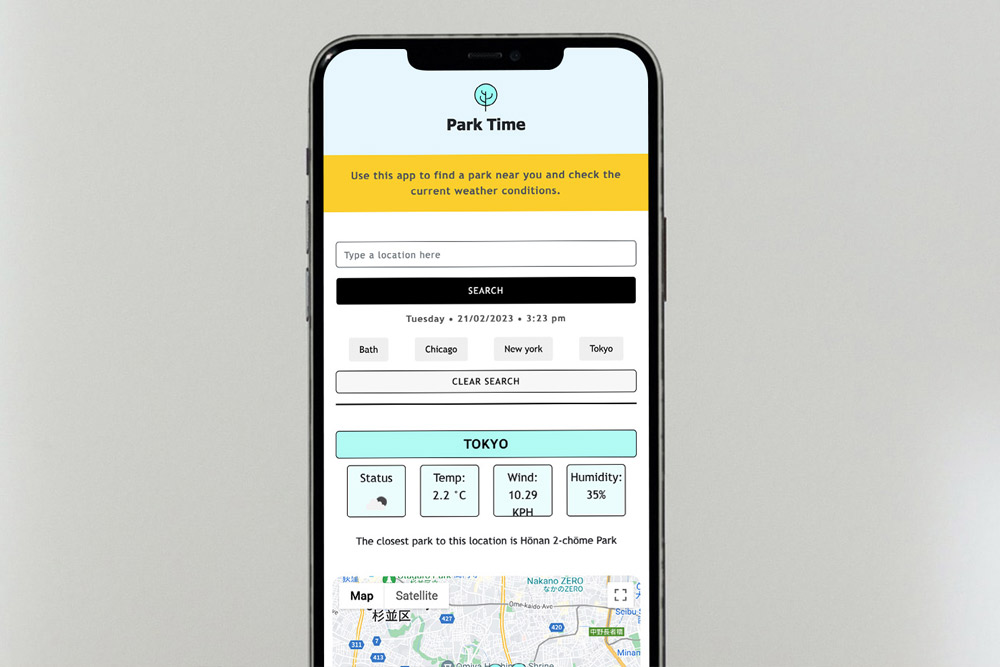 Park Time
Use this app to find a park near you and check the
current weather conditions.
Type a location here
SEARCH
Tuesday • 21/02/2023 • 3:23 pm
Bath Chicago New york Tokyo
CLEAR SEARCH
TOKYO
Status Temp: Wind: Humidity:
2.2 °C 10.29 35%
KPH
The closest park to this location is Hōnan 2-chōme Park
Nakano ZERO
なかのZERO
Map Satellite
Ome-kaido Avc
杉並区
427
Seibu
420
中野長者橋
311 7
Minan
413
Shrine